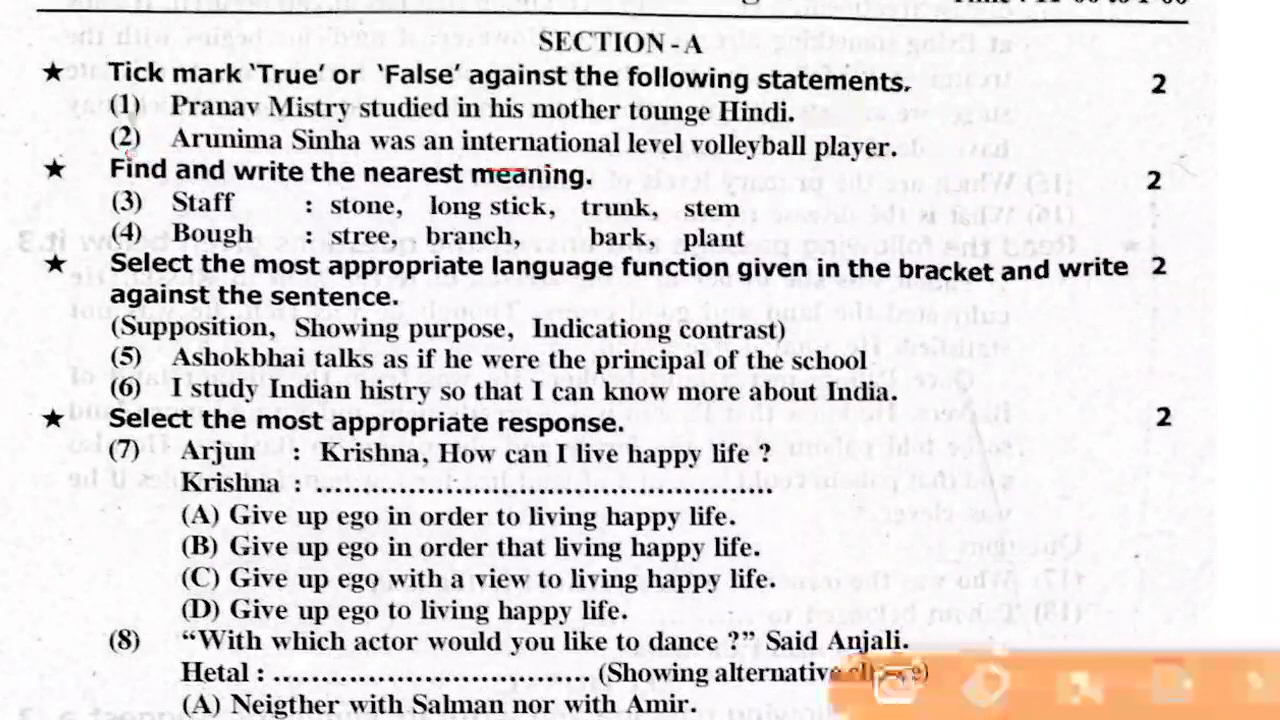 SECTION - A
★ Tick mark 'True' or 'False' against the following statements. 2
(1) Pranav Mistry studied in his mother tounge Hindi.
(2) Arunima Sinha was an international level volleyball player.
★ Find and write the nearest meaning. 2
(3) Staff : stone, long stick, trunk, stem
(4) Bough : stree, branch, bark, plant
★ Select the most appropriate language function given in the bracket and write 2
against the sentence.
(Supposition, Showing purpose, Indicationg contrast)
(5) Ashokbhai talks as if he were the principal of the school.
(6) I study Indian histry so that I can know more about India.
★ Select the most appropriate response. 2
(7) Arjun : Krishna, How can I live happy life ?
Krishna : ................................................
(A) Give up ego in order to living happy life.
(B) Give up ego in order that living happy life.
(C) Give up ego with a view to living happy life.
(D) Give up ego to living happy life.
(8) "With which actor would you like to dance ?" Said Anjali.
Hetal : ................................. (Showing alternative
(A) Neigther with Salman nor with Amir.